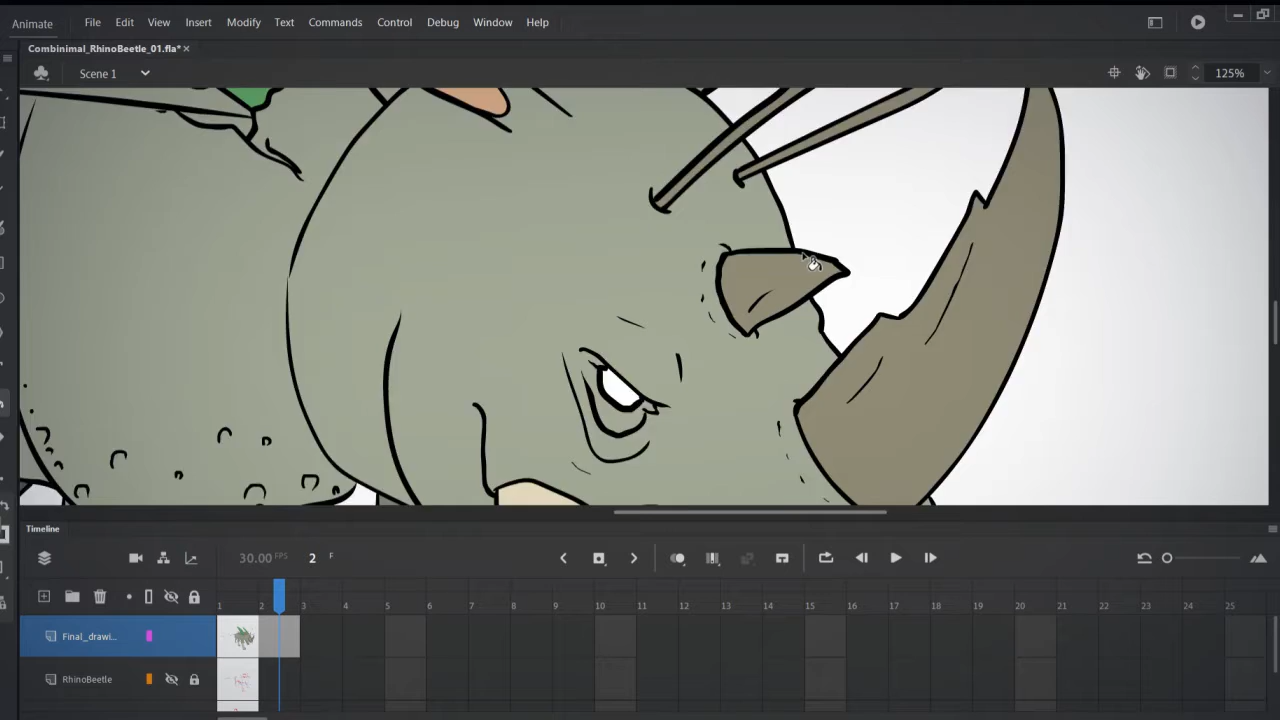 Animate File Edit View Insert Modify Text Commands Control Debug Window Help
Combinimal_RhinoBeetle_01.fla*
Scene 1 125%
Timeline
30.00 FPS 2 F
1 2 3 4 5 6 7 8 9 10 11 12 13 14 15 16 17 18 19 20 21 22 23 24 25
Final_drawi...
RhinoBeetle